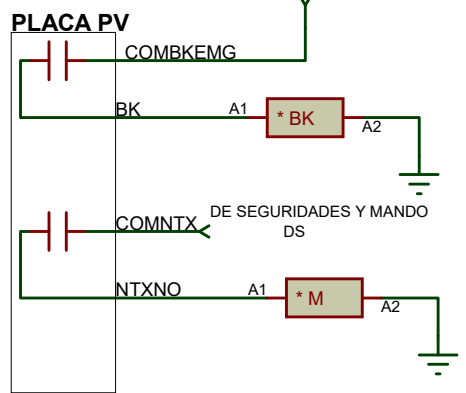 PLACA PV
COMBKEMG
BK
A1
* BK
A2
COMNTX
DE SEGURIDADES Y MANDO
DS
NTXNO
A1
* M
A2